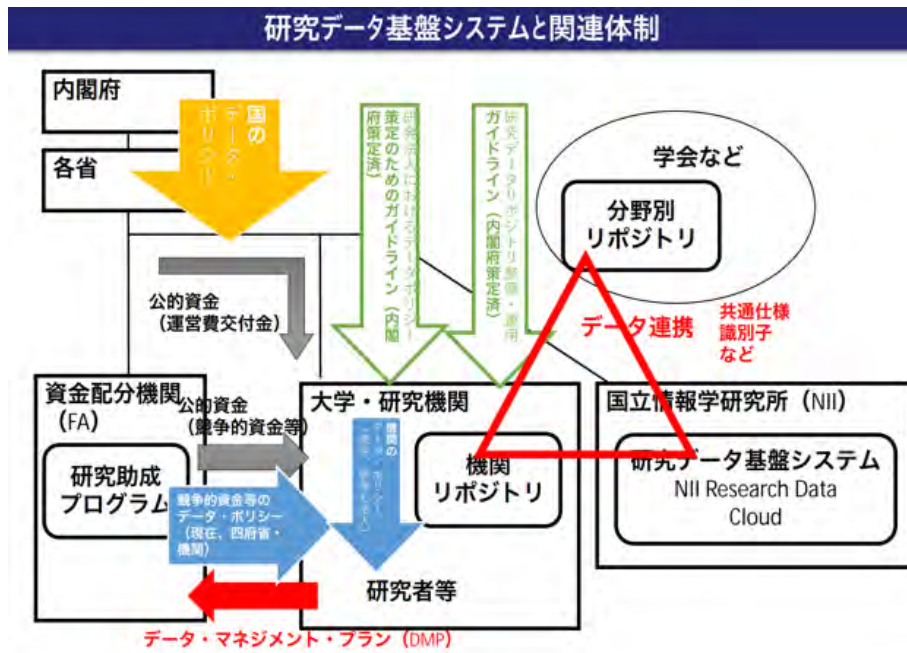 研究データ基盤システムと関連体制
内閣府
各省
国の
データ・
ポリシー
研発法人におけるデータポリシー
策定のためのガイドライン（内閣
府策定済）
研究データリポジトリ整備・運用
ガイドライン（内閣府策定済）
学会など
分野別
リポジトリ
公的資金
（運営費交付金）
データ連携
共通仕様
識別子
など
資金配分機関
（FA）
公的資金
（競争的資金等）
研究助成
プログラム
競争的資金等の
データ・ポリシー
（現在、四府省・
機関）
大学・研究機関
機関の
データ・ポリシー
機関
リポジトリ
研究者等
国立情報学研究所（NII）
研究データ基盤システム
NII Research Data
Cloud
データ・マネジメント・プラン（DMP）